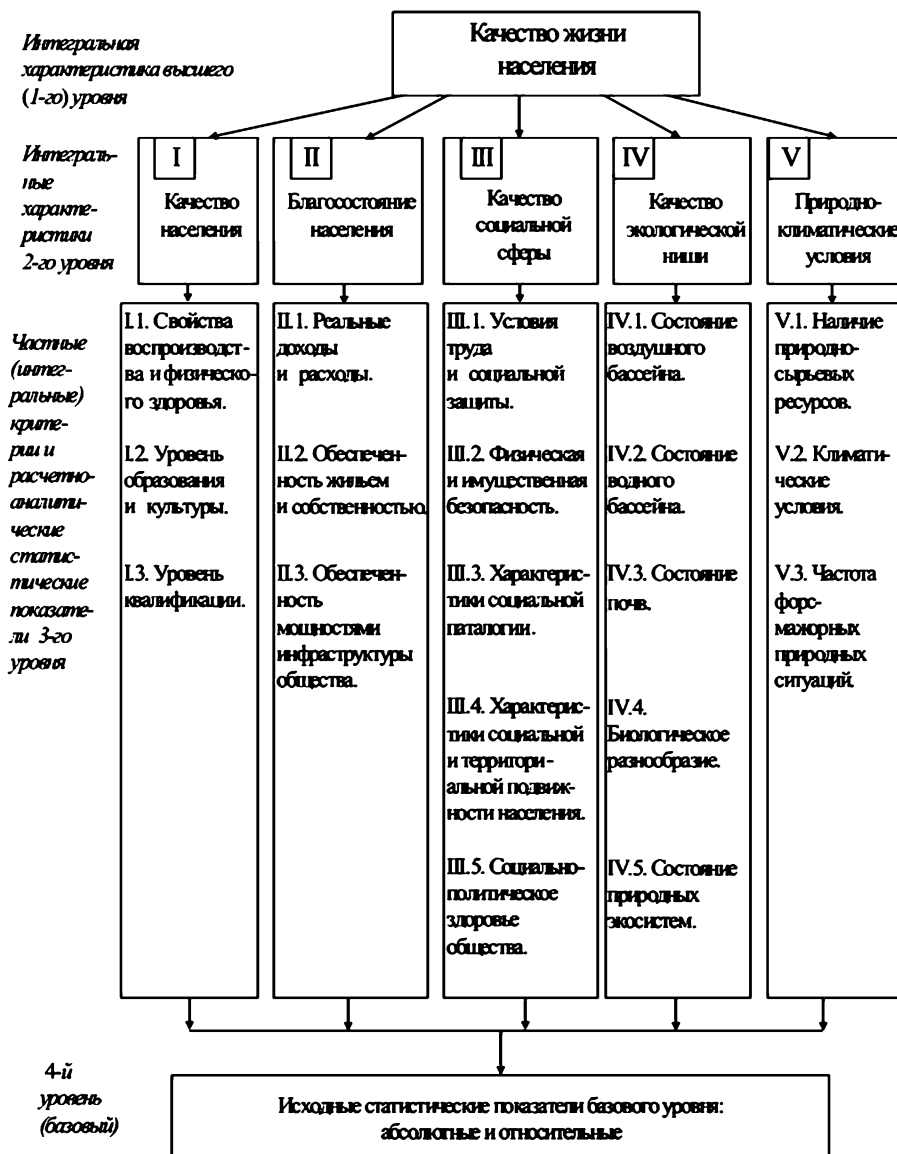 Интегральная
характеристика высшего
(1-го) уровня
Качество жизни
населения
Интеграль-
ные
характе-
ристики
2-го уровня
I
Качество
населения
II
Благосостояние
населения
III
Качество
социальной
сферы
IV
Качество
экологической
ниши
V
Природно-
климатические
условия
Частные
(интег-
ральные)
крите-
рии и
расчетно-
аналити-
ческие
статис-
тические
показате-
ли 3-го
уровня
I.1. Свойства
воспроизводст-
ва и физическо-
го здоровья.
I.2. Уровень
образования
и культуры.
I.3. Уровень
квалификации.
II.1. Реальные
доходы
и расходы.
II.2. Обеспечен-
ность жильем
и собственностью.
II.3. Обеспечен-
ность
мощностями
инфраструктуры
общества.
III.1. Условия
труда
и социальной
защиты.
III.2. Физическая
и имущественная
безопасность.
III.3. Характерис-
тики социальной
паталогии.
III.4. Характерис-
тики социальной
и территори-
альной подвиж-
ности населения.
III.5. Социально-
политическое
здоровье
общества.
IV.1. Состояние
воздушного
бассейна.
IV.2. Состояние
водного
бассейна.
IV.3. Состояние
почв.
IV.4.
Биологическое
разнообразие.
IV.5. Состояние
природных
экосистем.
V.1. Наличие
природно-
сырьевых
ресурсов.
V.2. Климати-
ческие
условия.
V.3. Частота
форс-
мажорных
природных
ситуаций.
4-й
уровень
(базовый)
Исходные статистические показатели базового уровня:
абсолютные и относительные